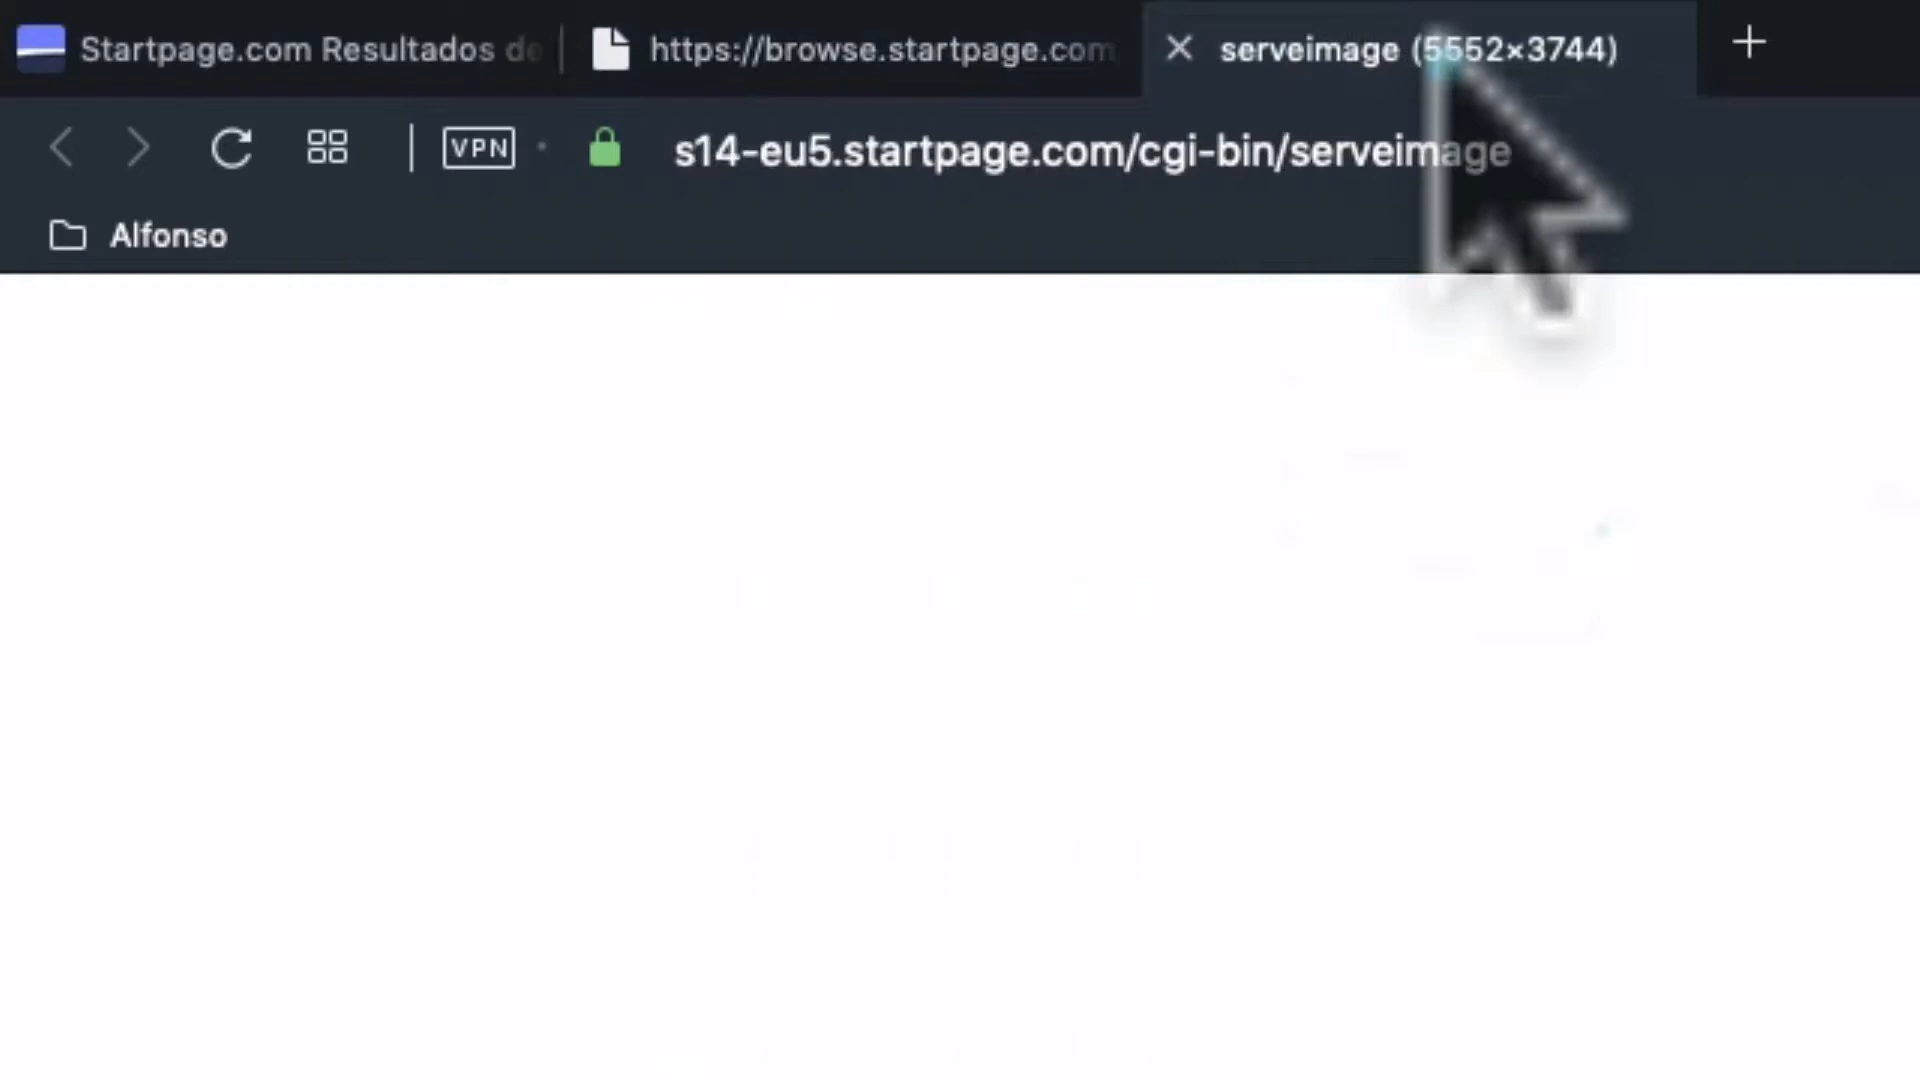 Startpage.com Resultados de
https://browse.startpage.com
serveimage (5552×3744)
VPN
s14-eu5.startpage.com/cgi-bin/serveimage
Alfonso